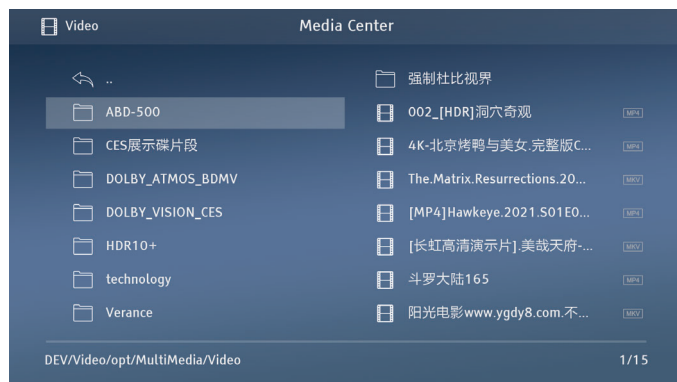 Video
Media Center
..
ABD-500
CES展示碟片段
DOLBY_ATMOS_BDMV
DOLBY_VISION_CES
HDR10+
technology
Verance
强制杜比视界
002_[HDR]洞穴奇观 MP4
4K-北京烤鸭与美女.完整版C... MP4
The.Matrix.Resurrections.20... MKV
[MP4]Hawkeye.2021.S01E0... MP4
[长虹高清演示片].美哉天府-... MKV
斗罗大陆165 MP4
阳光电影www.ygdy8.com.不... MKV
DEV/Video/opt/MultiMedia/Video
1/15